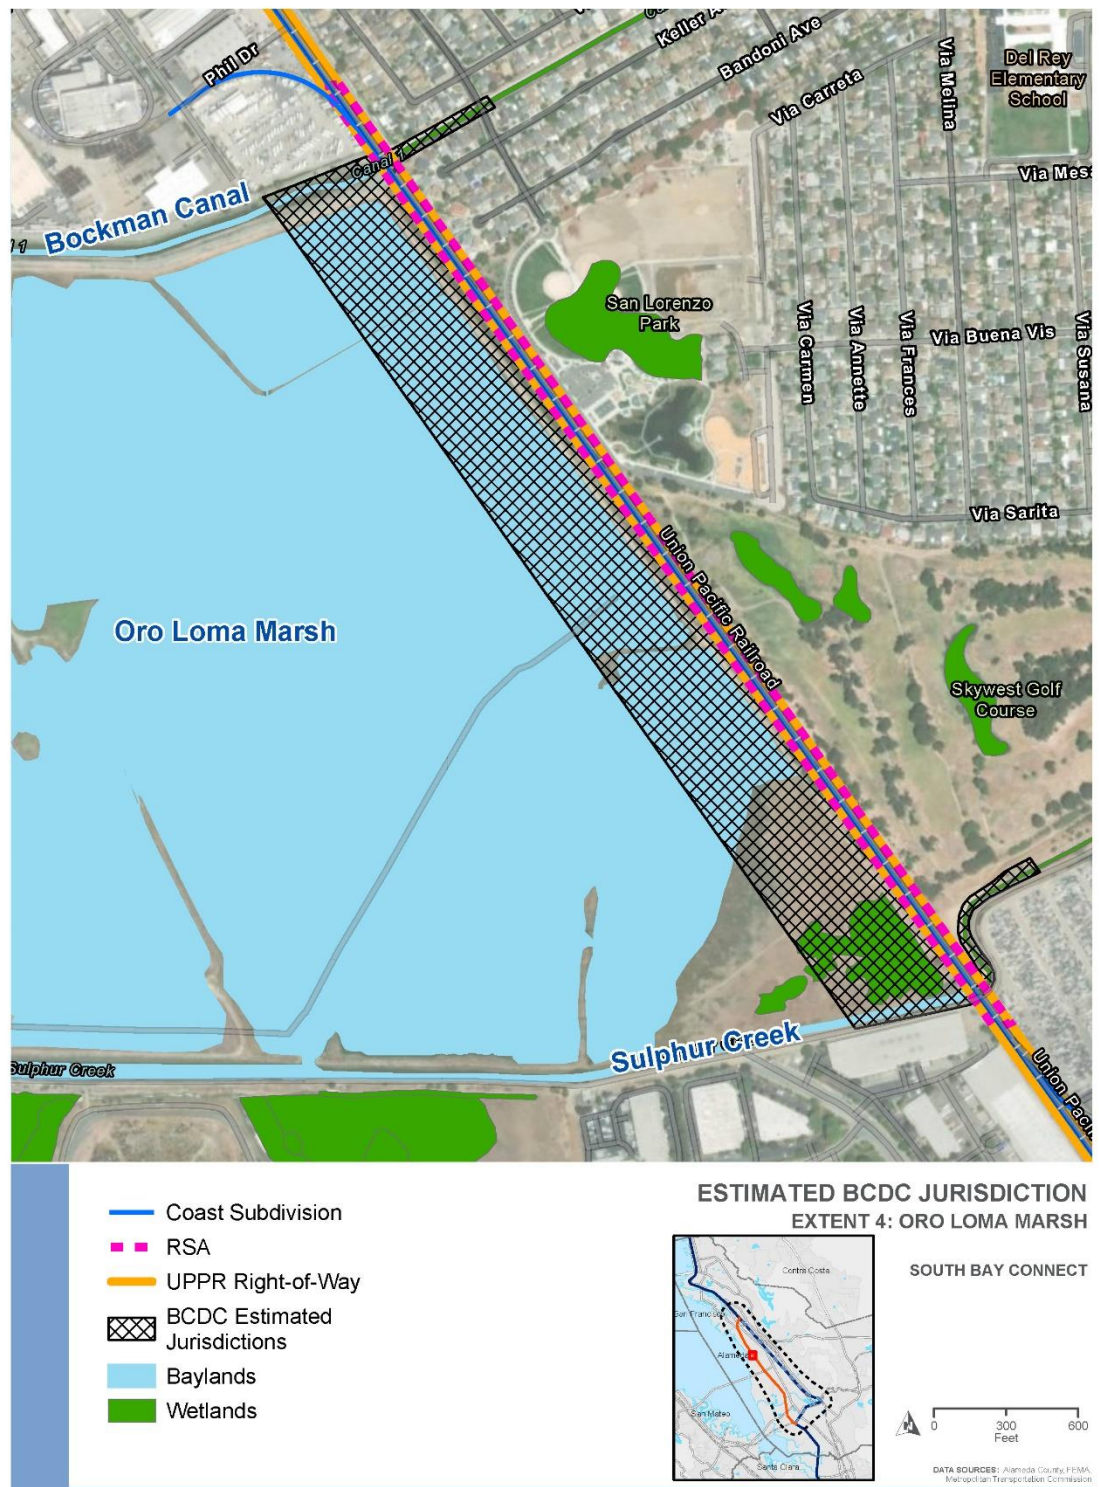 Phil Dr
Keller A
Bandoni Ave
Via Carreta
Via Melina
Del Rey
Elementary
School
Via Mesa
Canal 1
Bockman Canal
l 1
San Lorenzo
Park
Via Carmen
Via Annette
Via Frances
Via Buena Vis
Via Susana
Via Sarita
Union Pacific Railroad
Oro Loma Marsh
Skywest Golf
Course
Sulphur Creek
Sulphur Creek
Union Pacifi
Coast Subdivision
RSA
UPPR Right-of-Way
BCDC Estimated
Jurisdictions
Baylands
Wetlands
ESTIMATED BCDC JURISDICTION
EXTENT 4: ORO LOMA MARSH
SOUTH BAY CONNECT
Contra Costa
San Francisco
Alameda
San Mateo
Santa Clara
N
0 300 600
Feet
DATA SOURCES: Alameda County, FEMA,
Metropolitan Transportation Commission